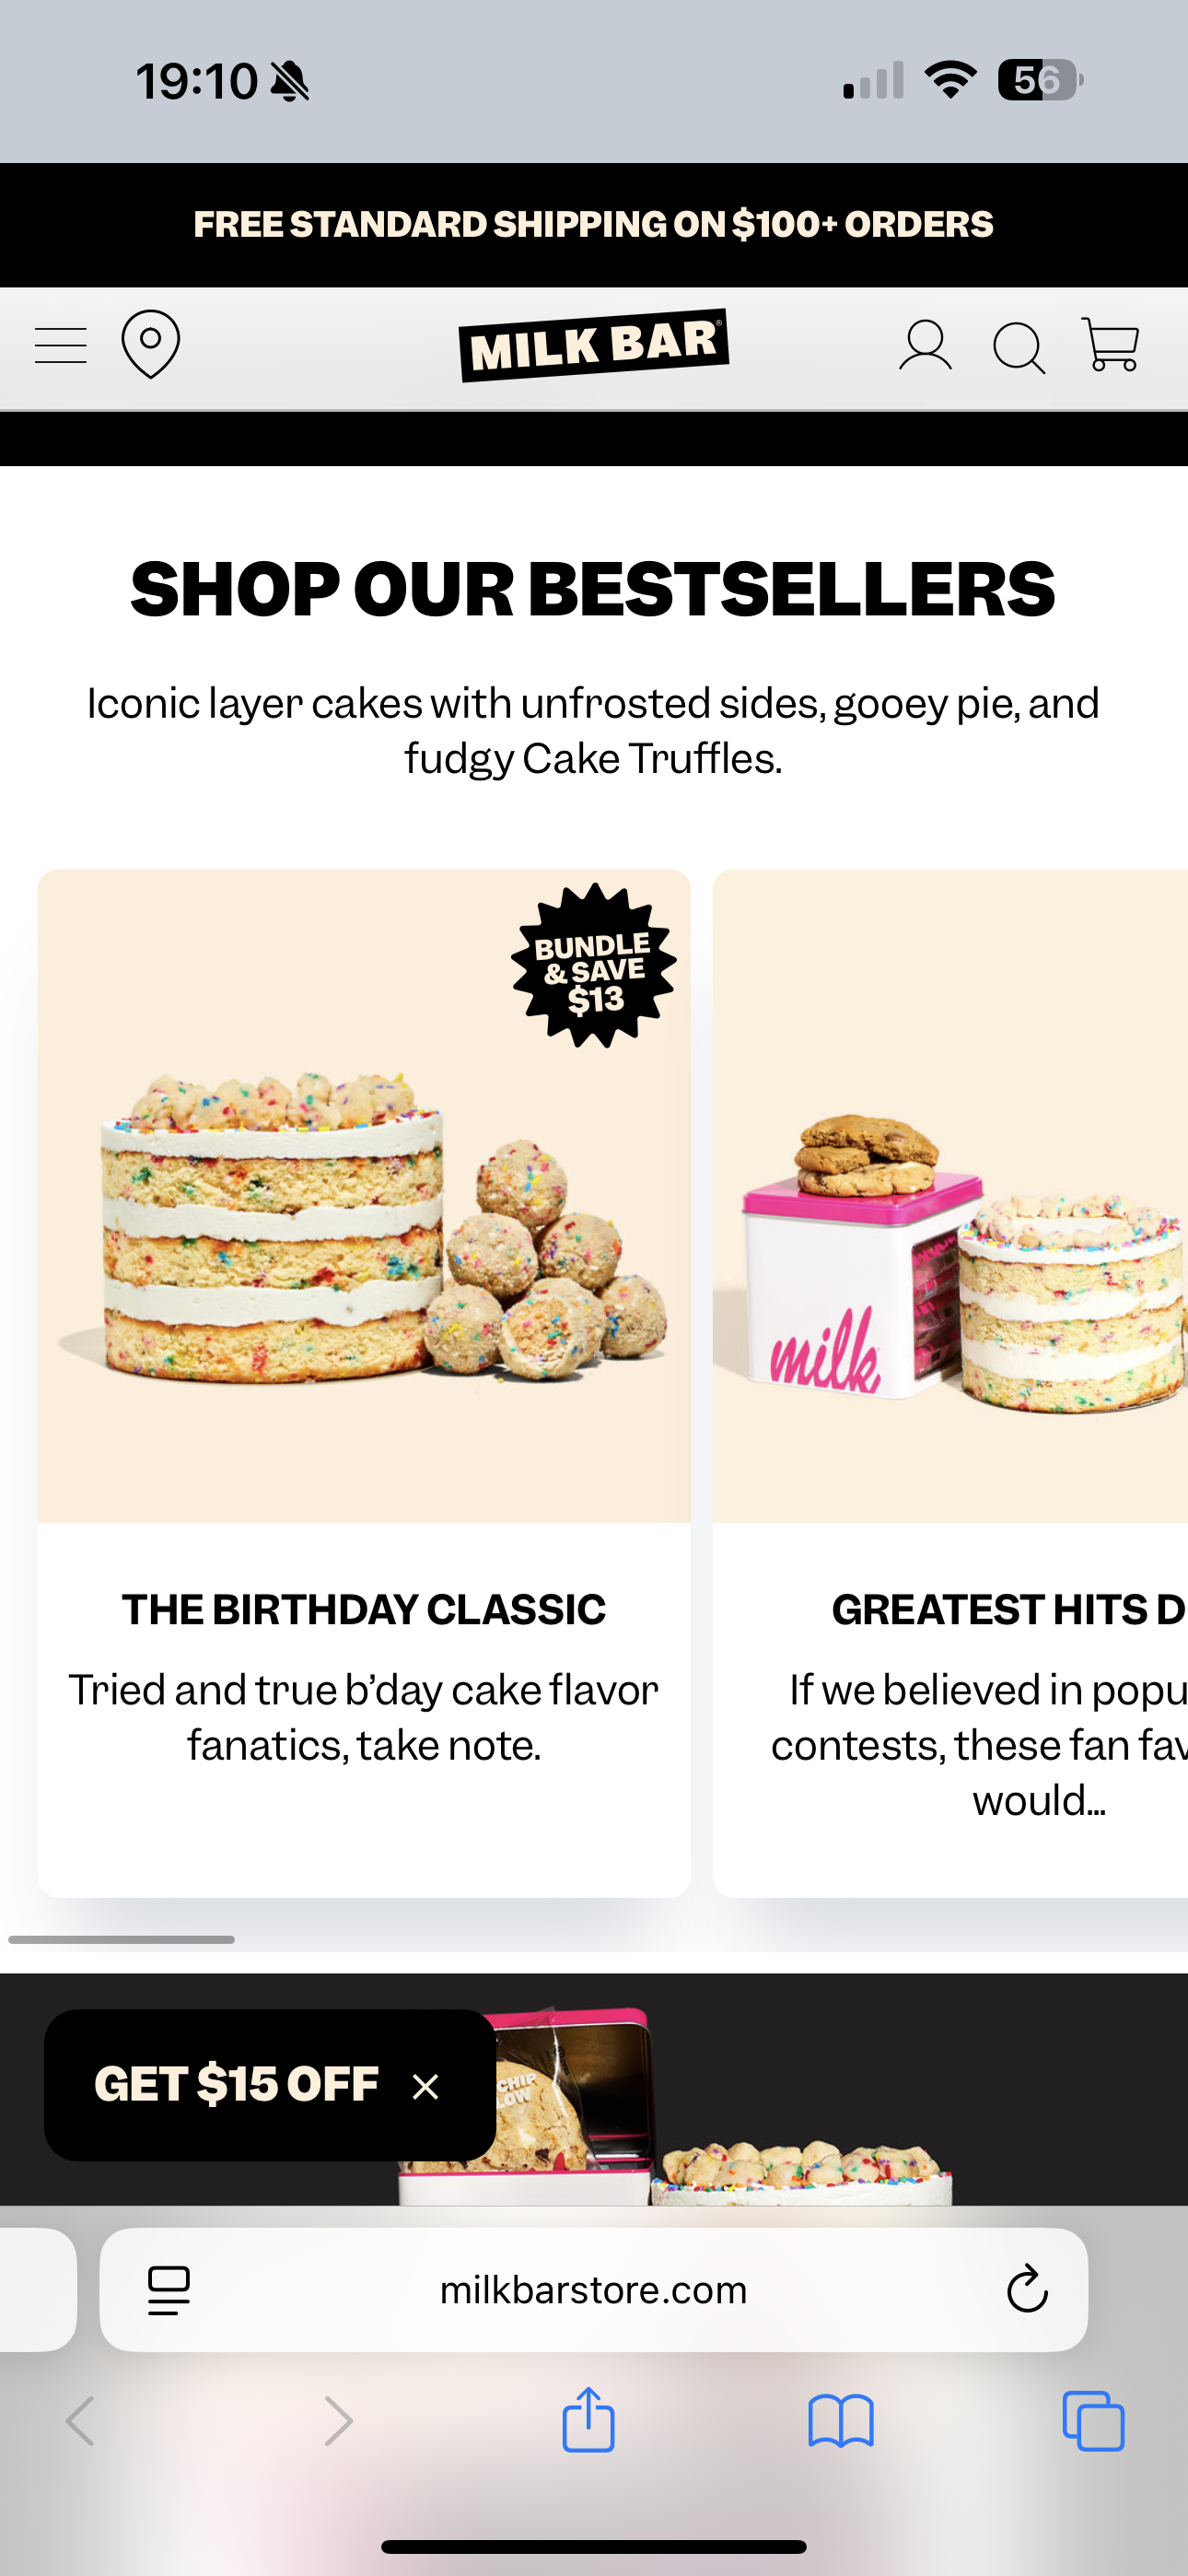 19:10
56
FREE STANDARD SHIPPING ON $100+ ORDERS
MILK BAR®
SHOP OUR BESTSELLERS
Iconic layer cakes with unfrosted sides, gooey pie, and
fudgy Cake Truffles.
BUNDLE
& SAVE
$13
milk
THE BIRTHDAY CLASSIC
Tried and true b’day cake flavor
fanatics, take note.
GREATEST HITS D
If we believed in popu
contests, these fan fav
would...
GET $15 OFF ×
CHIP
LOW
milkbarstore.com